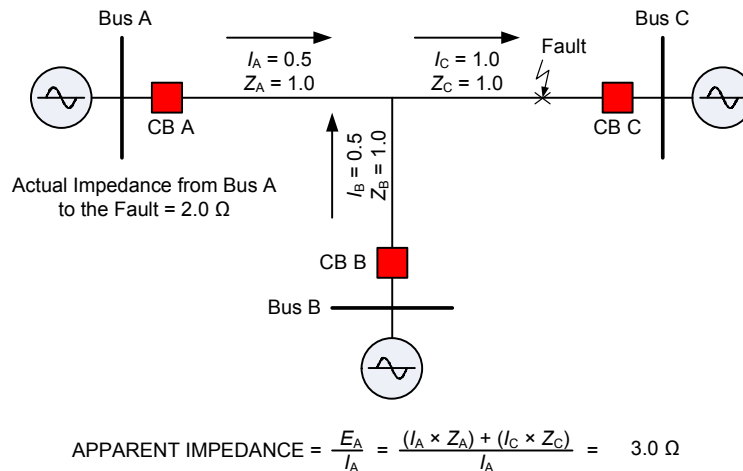 Bus A
Bus C
I_A = 0.5
Z_A = 1.0
I_C = 1.0
Z_C = 1.0
Fault
CB A
CB C
Actual Impedance from Bus A
to the Fault = 2.0 Ω
I_B = 0.5
Z_B = 1.0
CB B
Bus B
APPARENT IMPEDANCE = E_A / I_A = (I_A × Z_A) + (I_C × Z_C) / I_A = 3.0 Ω